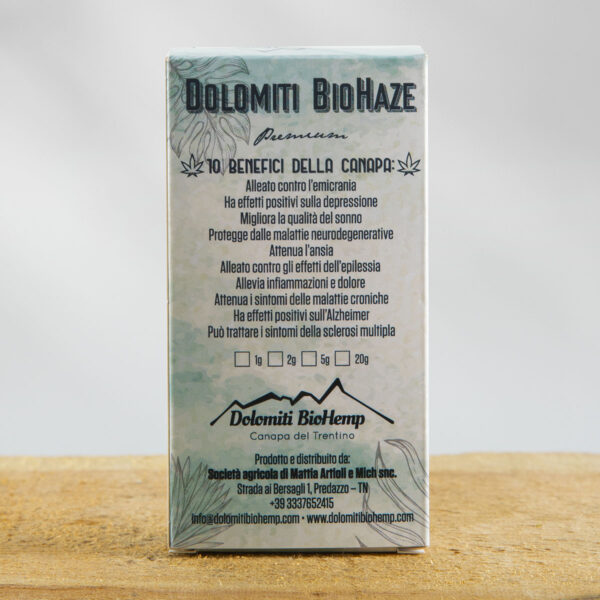 DOLOMITI BIOHAZE
Premium
10 BENEFICI DELLA CANAPA:
Alleato contro l'emicrania
Ha effetti positivi sulla depressione
Migliora la qualità del sonno
Protegge dalle malattie neurodegenerative
Attenua l'ansia
Alleato contro gli effetti dell'epilessia
Allevia infiammazioni e dolore
Attenua i sintomi delle malattie croniche
Ha effetti positivi sull'Alzheimer
Può trattare i sintomi della sclerosi multipla
1g 2g 5g 20g
Dolomiti BioHemp
Canapa del Trentino
Prodotto e distribuito da:
Società agricola di Mattia Artioli e Mich snc.
Strada ai Bersagli 1, Predazzo – TN
+39 3337652415
info@dolomitibiohemp.com • www.dolomitibiohemp.com